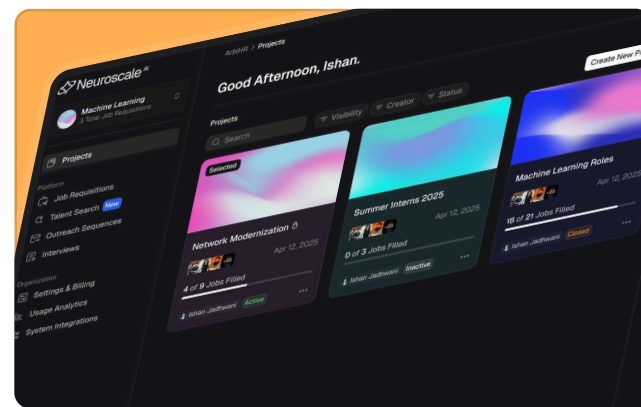 Neuroscale AI
Machine Learning
3 Total Job Requisitions
Projects
Platform
Job Requisitions
Talent Search New
Outreach Sequences
Interviews
Organization
Settings & Billing
Usage Analytics
System Integrations
ArbiHR > Projects
Good Afternoon, Ishan.
Create New
Projects
Search
Visibility
Creator
Status
Selected
Network Modernization
Apr 12, 2025
4 of 9 Jobs Filled
Ishan Jadhwani Active
Summer Interns 2025
Apr 12, 2025
0 of 3 Jobs Filled
Ishan Jadhwani Inactive
Machine Learning Roles
Apr 12, 2025
18 of 21 Jobs Filled
Ishan Jadhwani Closed